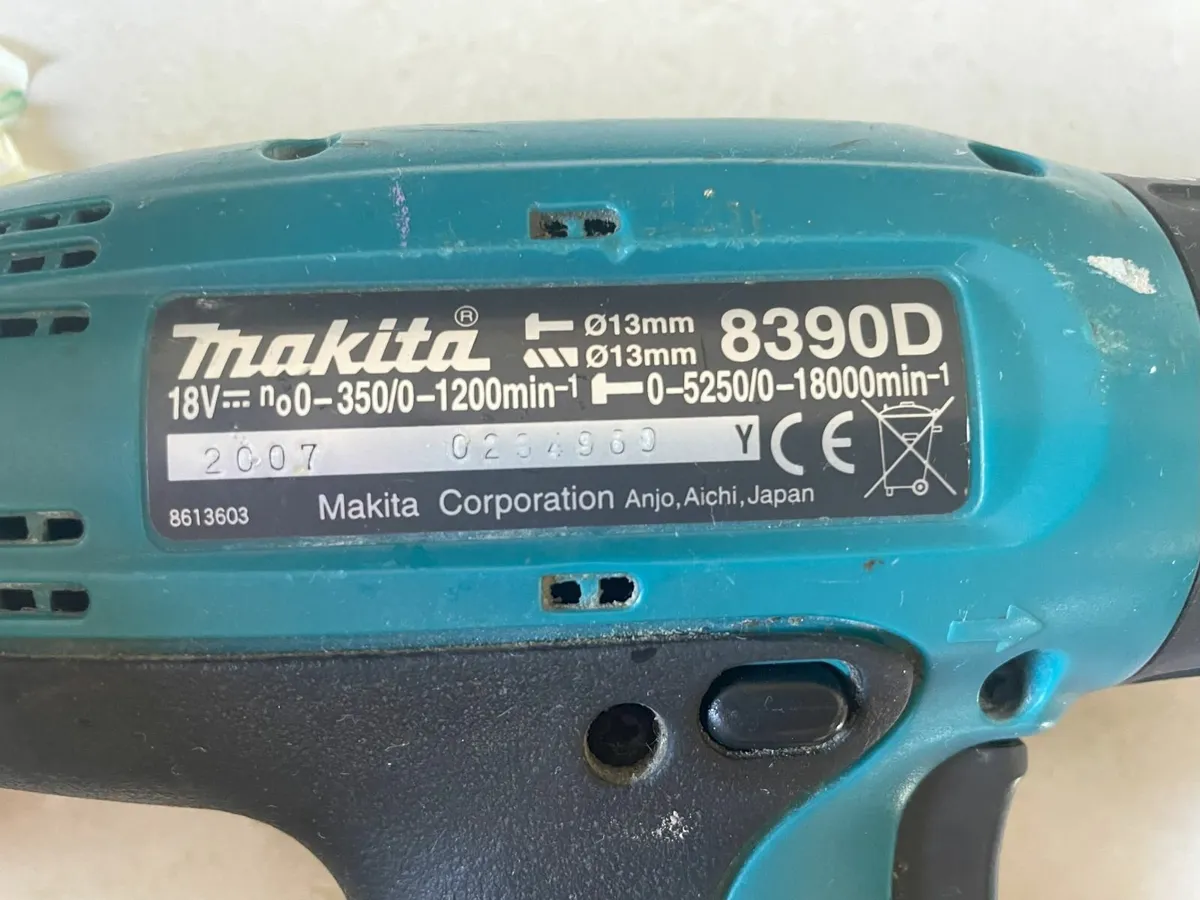 makita® Ø13mm 8390D
Ø13mm
18V n₀0–350/0–1200min⁻¹ 0–5250/0–18000min⁻¹
2007 Y CE
8613603 Makita Corporation Anjo, Aichi, Japan